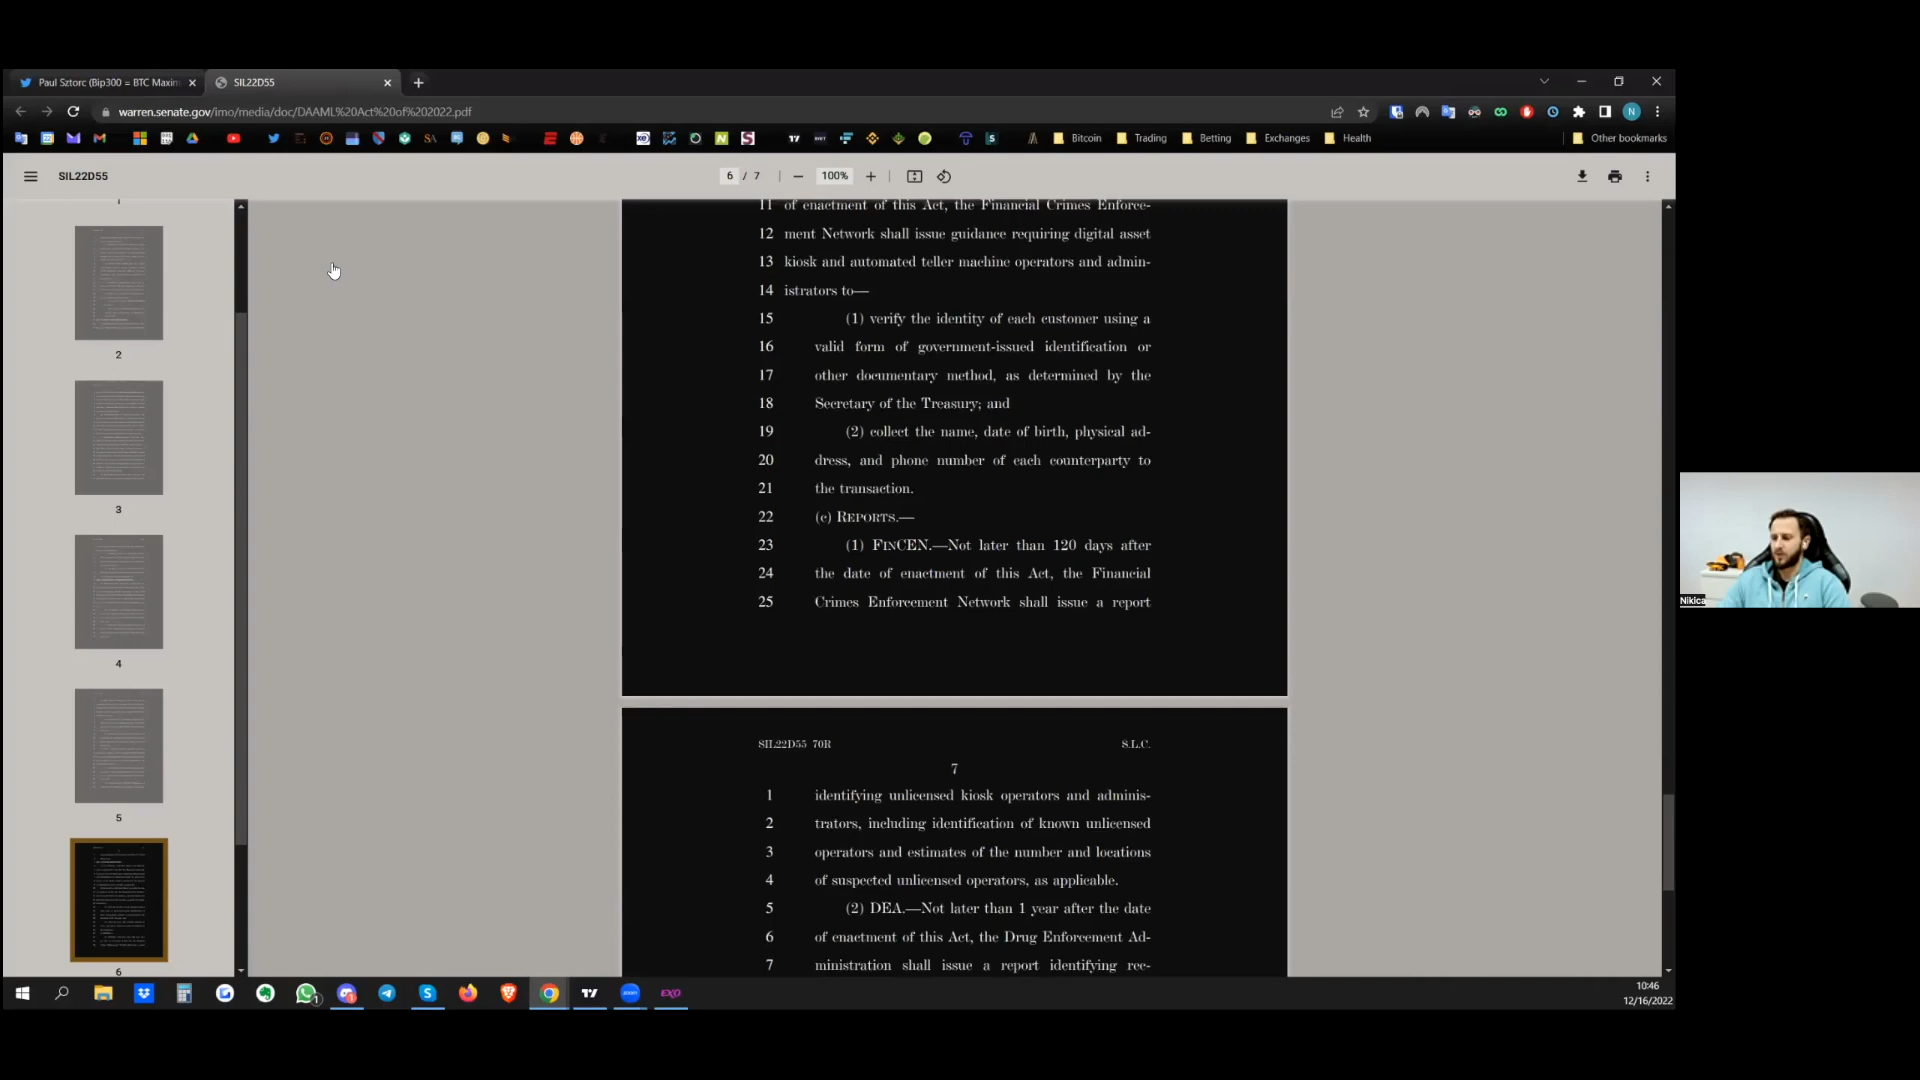 Paul Sztorc (Bip300 = BTC Maxim
SIL22D55
warren.senate.gov/imo/media/doc/DAAML%20Act%20of%202022.pdf
Bitcoin
Trading
Betting
Exchanges
Health
Other bookmarks
SIL22D55
6 / 7
100%
11 of enactment of this Act, the Financial Crimes Enforce-
12 ment Network shall issue guidance requiring digital asset
13 kiosk and automated teller machine operators and admin-
14 istrators to—
15 (1) verify the identity of each customer using a
16 valid form of government-issued identification or
17 other documentary method, as determined by the
18 Secretary of the Treasury; and
19 (2) collect the name, date of birth, physical ad-
20 dress, and phone number of each counterparty to
21 the transaction.
22 (c) REPORTS.—
23 (1) FINCEN.—Not later than 120 days after
24 the date of enactment of this Act, the Financial
25 Crimes Enforcement Network shall issue a report
SIL22D55 70R S.L.C.
7
1 identifying unlicensed kiosk operators and adminis-
2 trators, including identification of known unlicensed
3 operators and estimates of the number and locations
4 of suspected unlicensed operators, as applicable.
5 (2) DEA.—Not later than 1 year after the date
6 of enactment of this Act, the Drug Enforcement Ad-
7 ministration shall issue a report identifying rec-
2
3
4
5
6
Nikica
10:46
12/16/2022